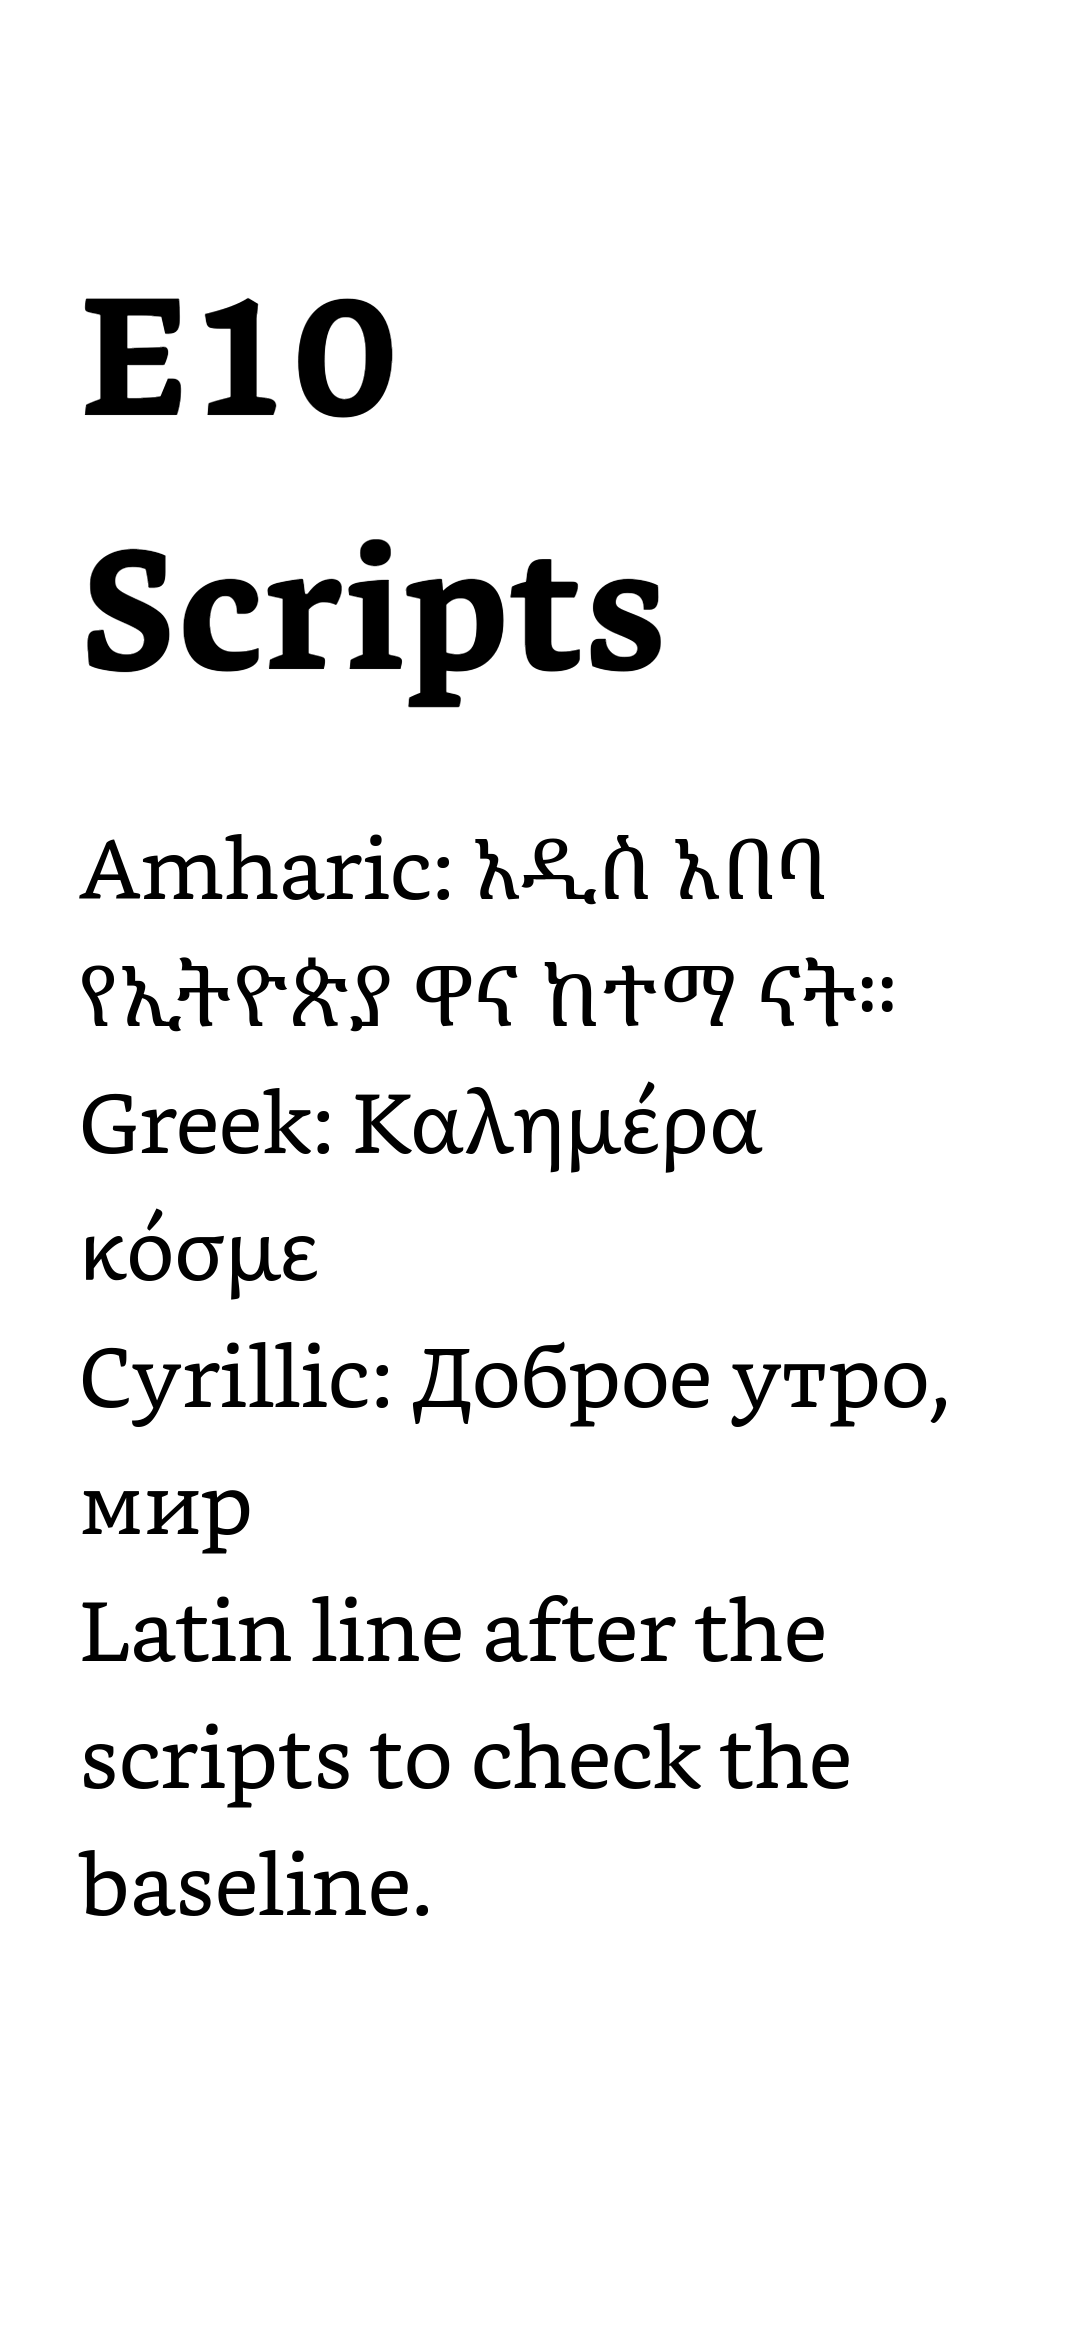 E10
Scripts
Amharic: አዲስ አበባ
የኢትዮጵያ ዋና ከተማ ናት።
Greek: Καλημέρα
κόσμε
Cyrillic: Доброе утро,
мир
Latin line after the
scripts to check the
baseline.